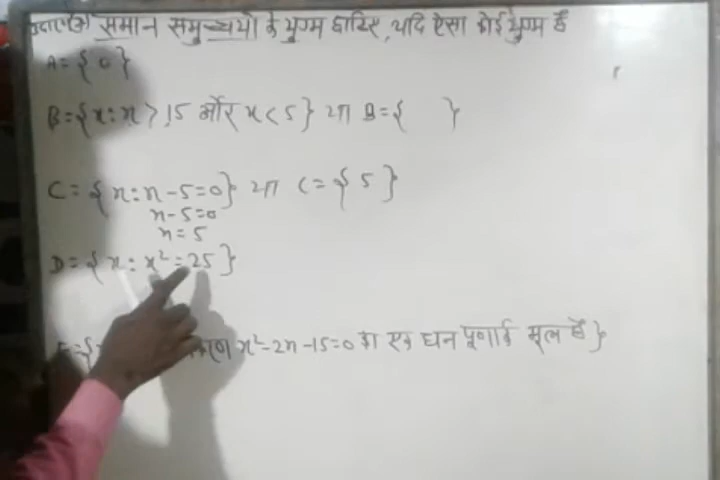 समान समुच्चयों के युग्म छाटिए, यदि ऐसा कोई युग्म है
A = { 0 }
B = { x : x > 15 और x < 5 } या B = { }
C = { x : x - 5 = 0 } या C = { 5 }
x - 5 = 0
x = 5
D = { x : x² = 25 }
x² - 2x - 15 = 0 का एक धन पूर्णांक मूल है }